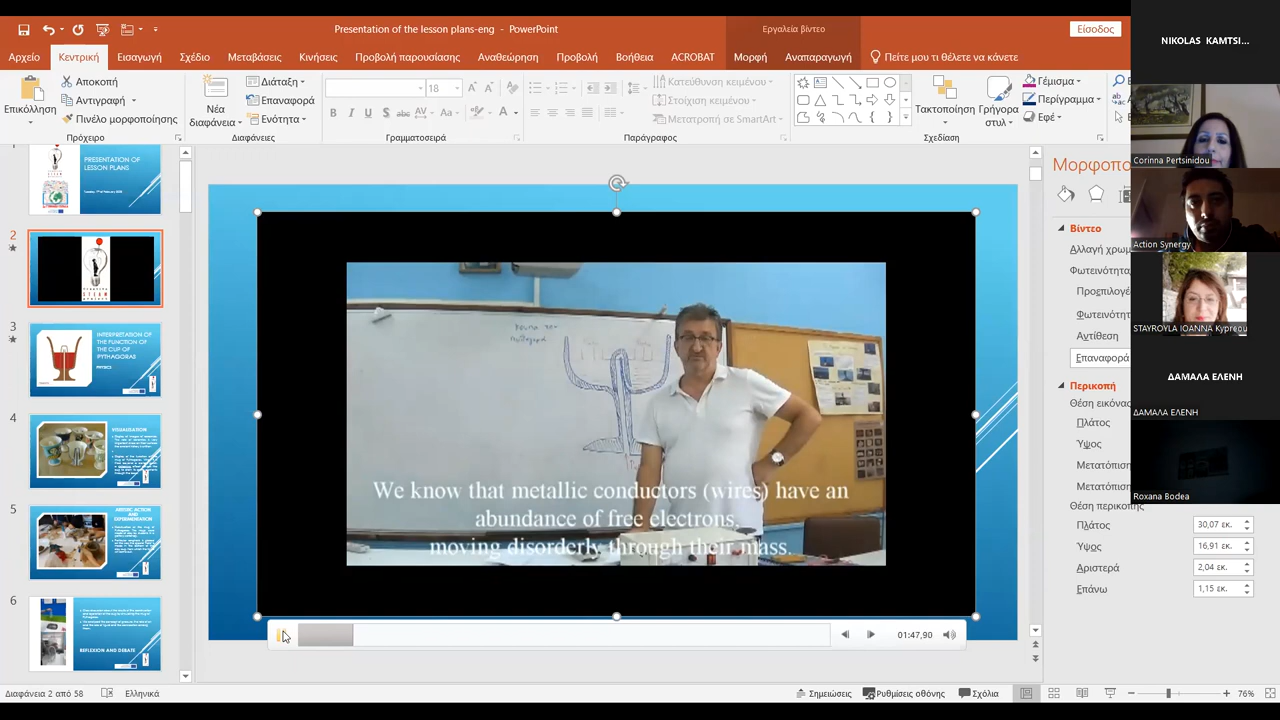 Presentation of the lesson plans-eng - PowerPoint
Εργαλεία βίντεο
Είσοδος
Αρχείο
Κεντρική
Εισαγωγή
Σχέδιο
Μεταβάσεις
Κινήσεις
Προβολή παρουσίασης
Αναθεώρηση
Προβολή
Βοήθεια
ACROBAT
Μορφή
Αναπαραγωγή
Πείτε μου τι θέλετε να κάνετε
Επικόλληση
Αποκοπή
Αντιγραφή
Πινέλο μορφοποίησης
Πρόχειρο
Νέα
διαφάνεια
Διάταξη
Επαναφορά
Ενότητα
Διαφάνειες
18
Γραμματοσειρά
Κατεύθυνση κειμένου
Στοίχιση κειμένου
Μετατροπή σε SmartArt
Παράγραφος
Τακτοποίηση
Γρήγορα
στυλ
Γέμισμα
Περίγραμμα
Εφέ
Σχεδίαση
PRESENTATION OF
LESSON PLANS
2
3
INTERPRETATION OF
THE FUNCTION OF
THE CUP OF
PYTHAGORAS
PHYSICS
4
VISUALIZATION
5
ARTISTIC ACTION
AND
EXPERIMENTATION
6
REFLEXION AND DEBATE
We know that metallic conductors (wires) have an
abundance of free electrons,
moving disorderly through their mass.
01:47,90
Μορφοπο
Βίντεο
Αλλαγή χρωμ
Φωτεινότητα
Προεπιλογέ
Φωτεινότητ
Αντίθεση
Επαναφορά
Περικοπή
Θέση εικόνας
Πλάτος
Ύψος
Μετατόπισ
Μετατόπισ
Θέση περικοπής
Πλάτος 30,07 εκ.
Ύψος 16,91 εκ.
Αριστερά 2,04 εκ.
Επάνω 1,15 εκ.
NIKOLAS KAMTSI...
Corinna Pertsinidou
Action Synergy
STAYROYLA IOANNA Kypreou
ΔΑΜΑΛΑ ΕΛΕΝΗ
ΔΑΜΑΛΑ ΕΛΕΝΗ
Roxana Bodea
Διαφάνεια 2 από 58
Ελληνικά
Σημειώσεις
Ρυθμίσεις οθόνης
Σχόλια
76%